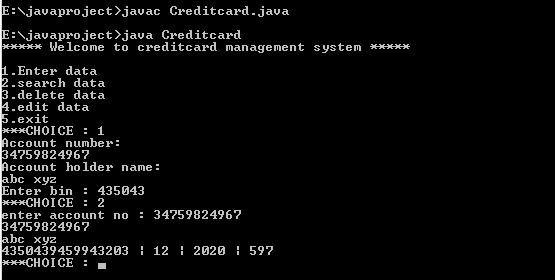 E:\javaproject>javac Creditcard.java
E:\javaproject>java Creditcard
***** Welcome to creditcard management system *****
1.Enter data
2.search data
3.delete data
4.edit data
5.exit
***CHOICE : 1
Account number:
34759824967
Account holder name:
abc xyz
Enter bin : 435043
***CHOICE : 2
enter account no : 34759824967
34759824967
abc xyz
4350439459943203 | 12 | 2020 | 597
***CHOICE :